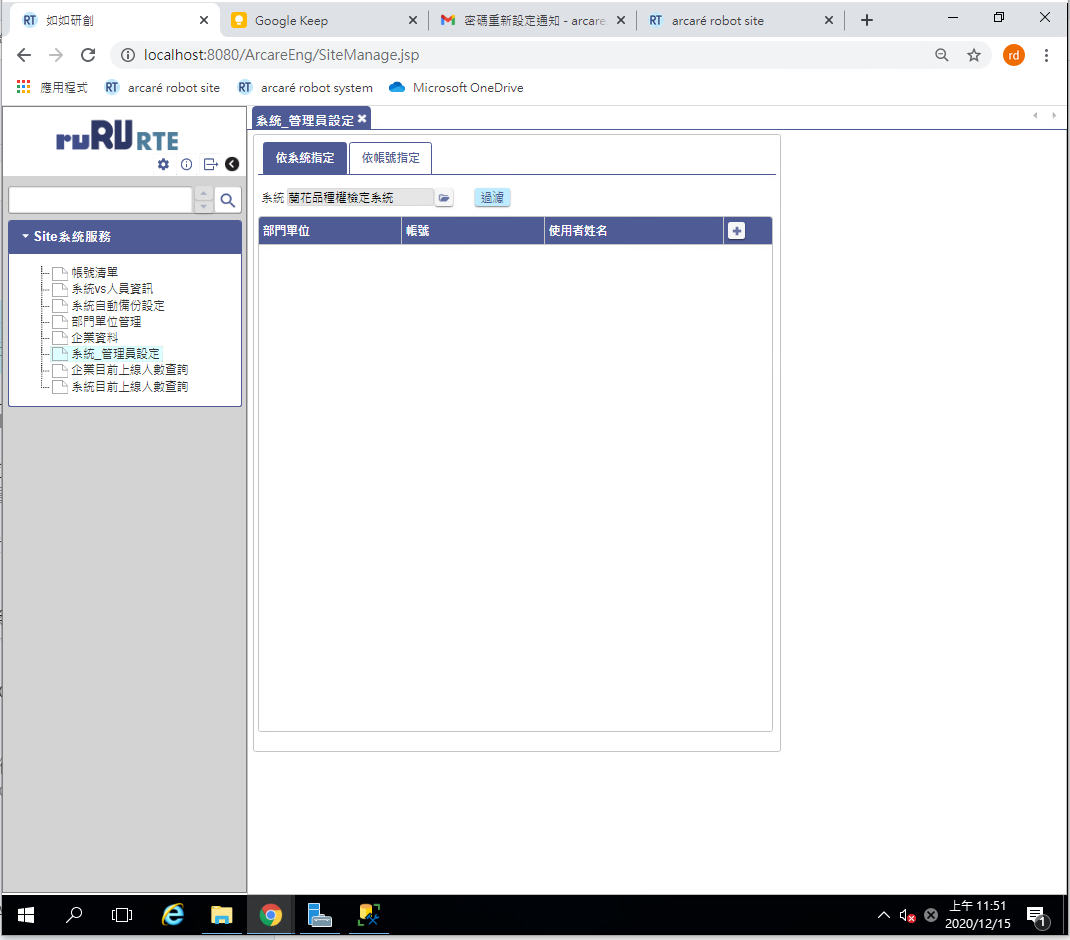 如如研創
Google Keep
密碼重新設定通知 - arcare
arcaré robot site
localhost:8080/ArcareEng/SiteManage.jsp
rd
應用程式
arcaré robot site
arcaré robot system
Microsoft OneDrive
ruRU RTE
系統_管理員設定
依系統指定
依帳號指定
系統 蘭花品種權檢定系統
過濾
部門單位
帳號
使用者姓名
Site系統服務
帳號清單
系統vs人員資訊
系統自動備份設定
部門單位管理
企業資料
系統_管理員設定
企業目前上線人數查詢
系統目前上線人數查詢
上午 11:51
2020/12/15
1